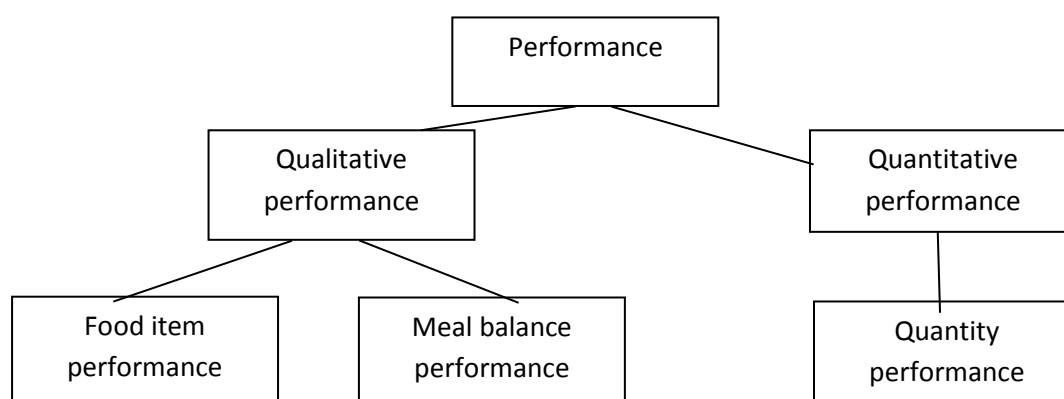 Performance
Qualitative
performance
Quantitative
performance
Food item
performance
Meal balance
performance
Quantity
performance